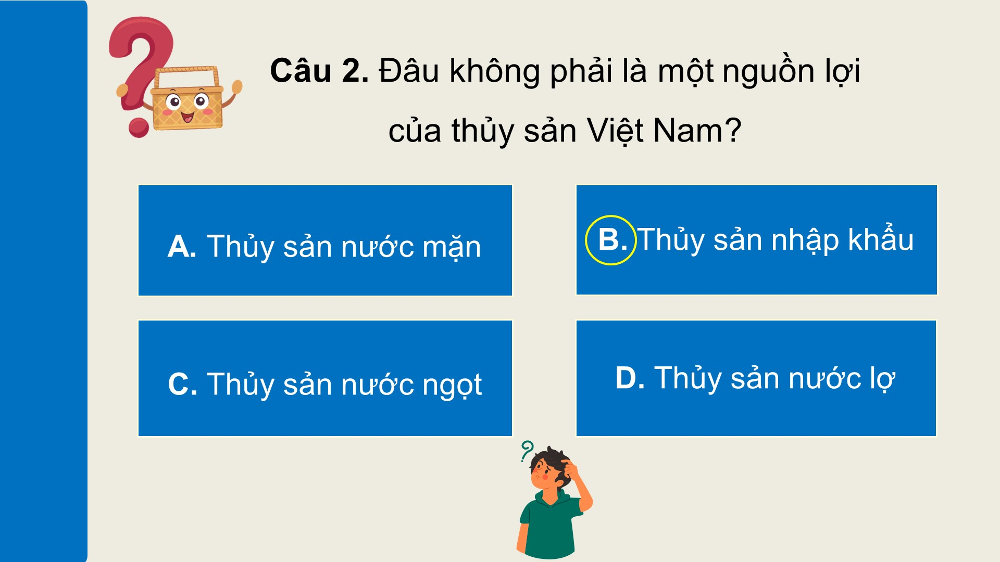 Câu 2. Đâu không phải là một nguồn lợi
của thủy sản Việt Nam?
A. Thủy sản nước mặn
B. Thủy sản nhập khẩu
C. Thủy sản nước ngọt
D. Thủy sản nước lợ